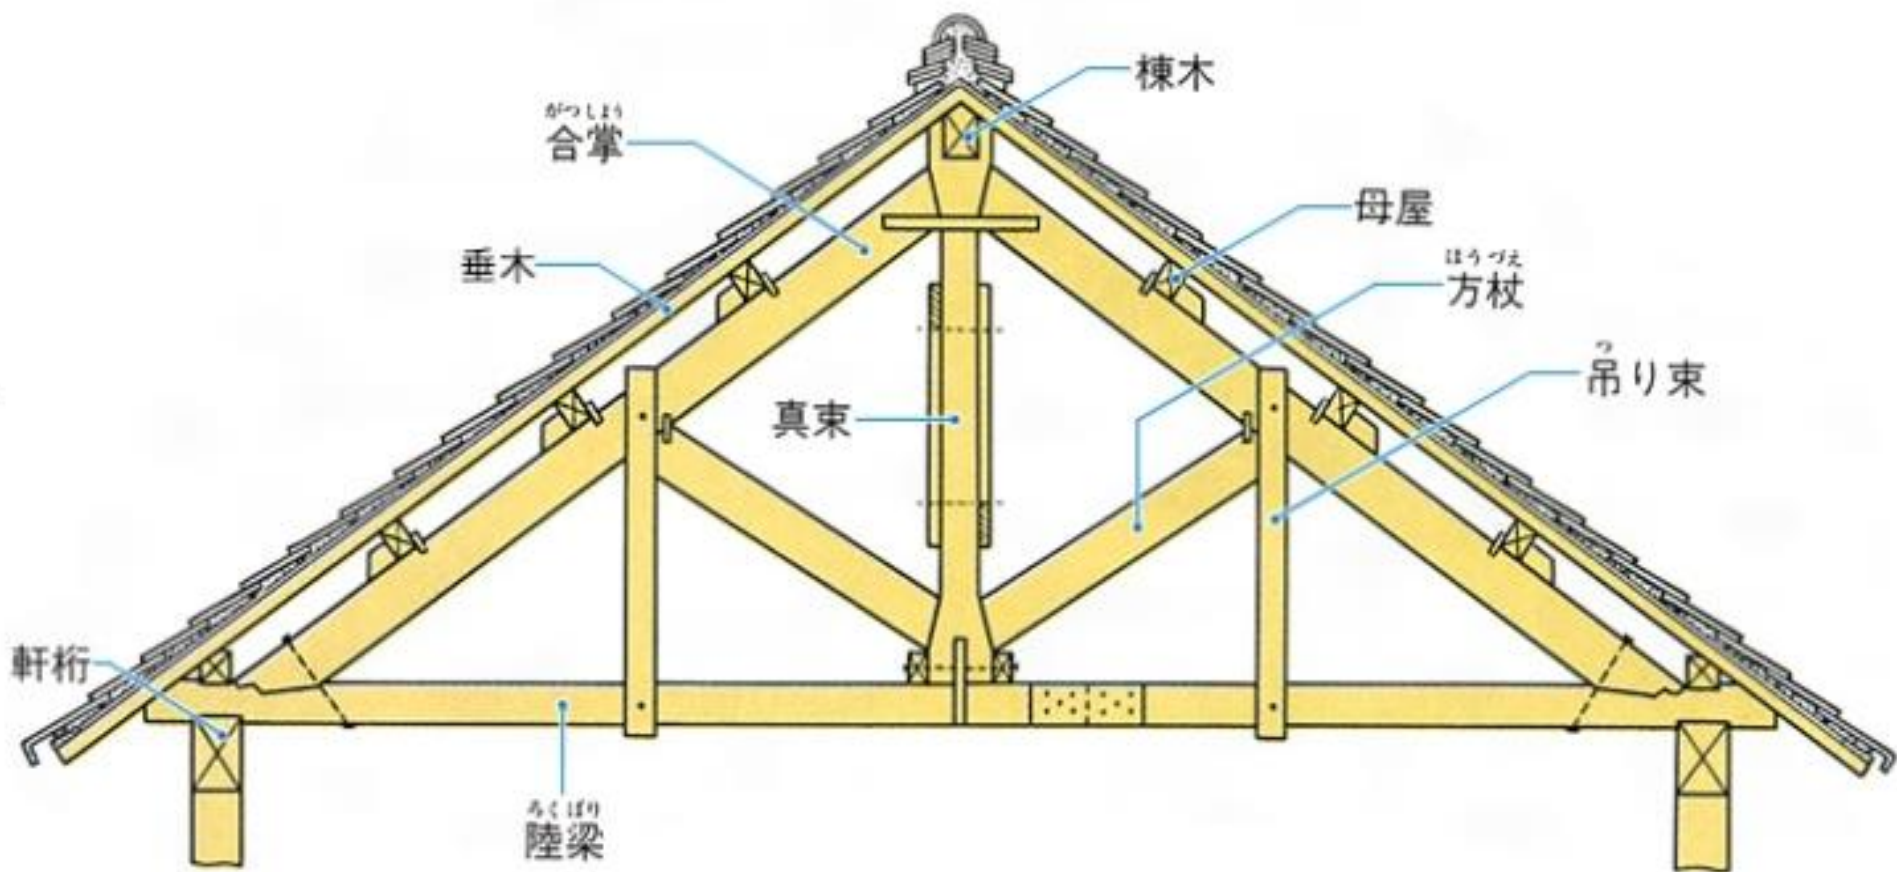 棟木
がっしょう
合掌
母屋
垂木
ほうづえ
方杖
つ
吊り束
真束
軒桁
ろくばり
陸梁